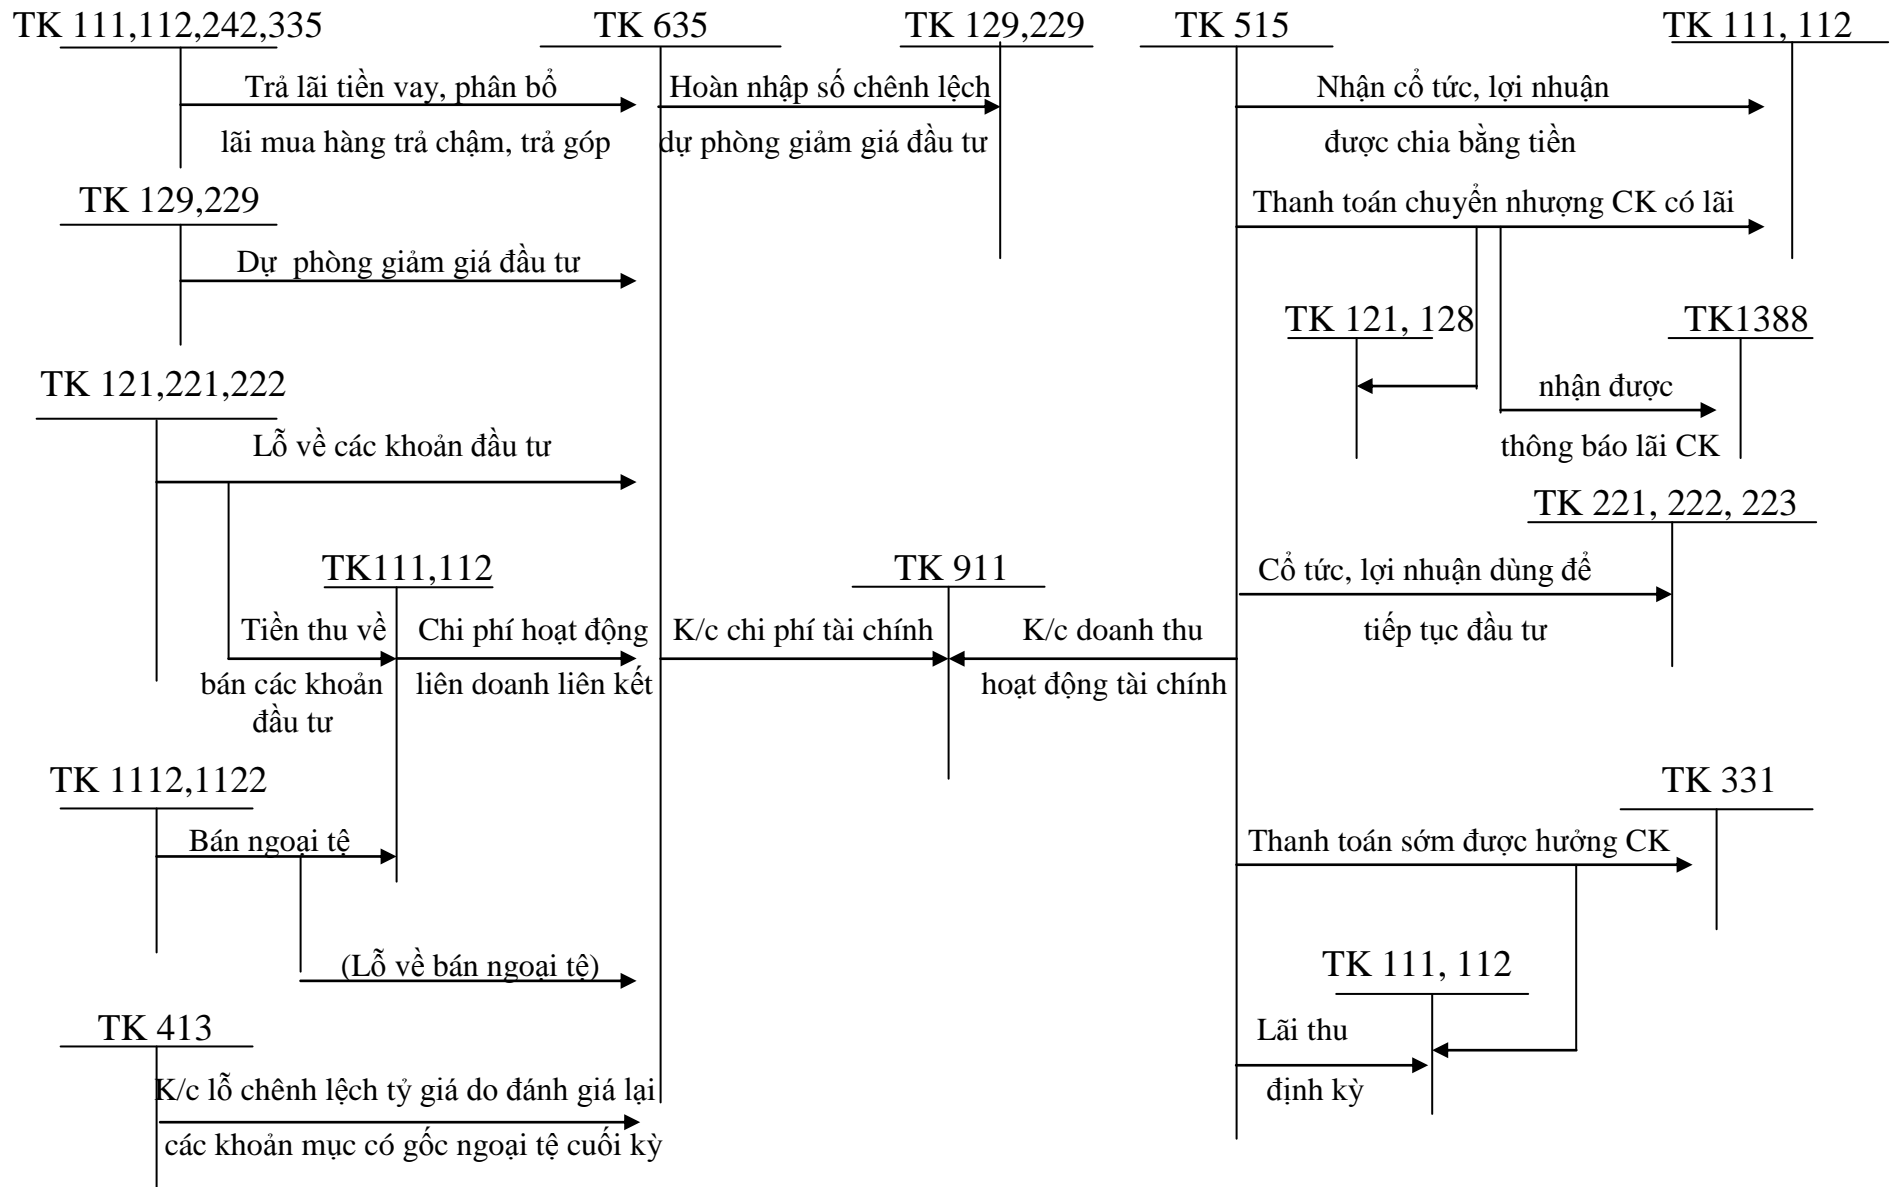 TK 111,112,242,335
TK 635
TK 129,229
TK 515
TK 111, 112
Trả lãi tiền vay, phân bổ
lãi mua hàng trả chậm, trả góp
Hoàn nhập số chênh lệch
dự phòng giảm giá đầu tư
Nhận cổ tức, lợi nhuận
được chia bằng tiền
TK 129,229
Dự phòng giảm giá đầu tư
Thanh toán chuyển nhượng CK có lãi
TK 121, 128
TK1388
nhận được
thông báo lãi CK
TK 121,221,222
Lỗ về các khoản đầu tư
TK 221, 222, 223
Cổ tức, lợi nhuận dùng để
tiếp tục đầu tư
TK111,112
TK 911
Tiền thu về
bán các khoản
đầu tư
Chi phí hoạt động
liên doanh liên kết
K/c chi phí tài chính
K/c doanh thu
hoạt động tài chính
TK 1112,1122
Bán ngoại tệ
(Lỗ về bán ngoại tệ)
TK 331
Thanh toán sớm được hưởng CK
TK 111, 112
Lãi thu
định kỳ
TK 413
K/c lỗ chênh lệch tỷ giá do đánh giá lại
các khoản mục có gốc ngoại tệ cuối kỳ